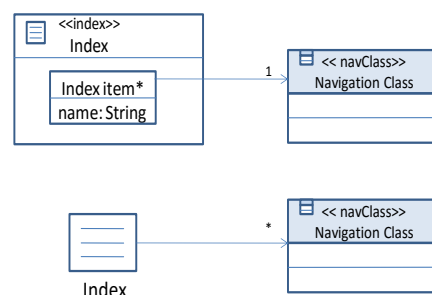 <<index>>
Index
Index item*
name: String
1
<< navClass>>
Navigation Class
Index
*
<< navClass>>
Navigation Class